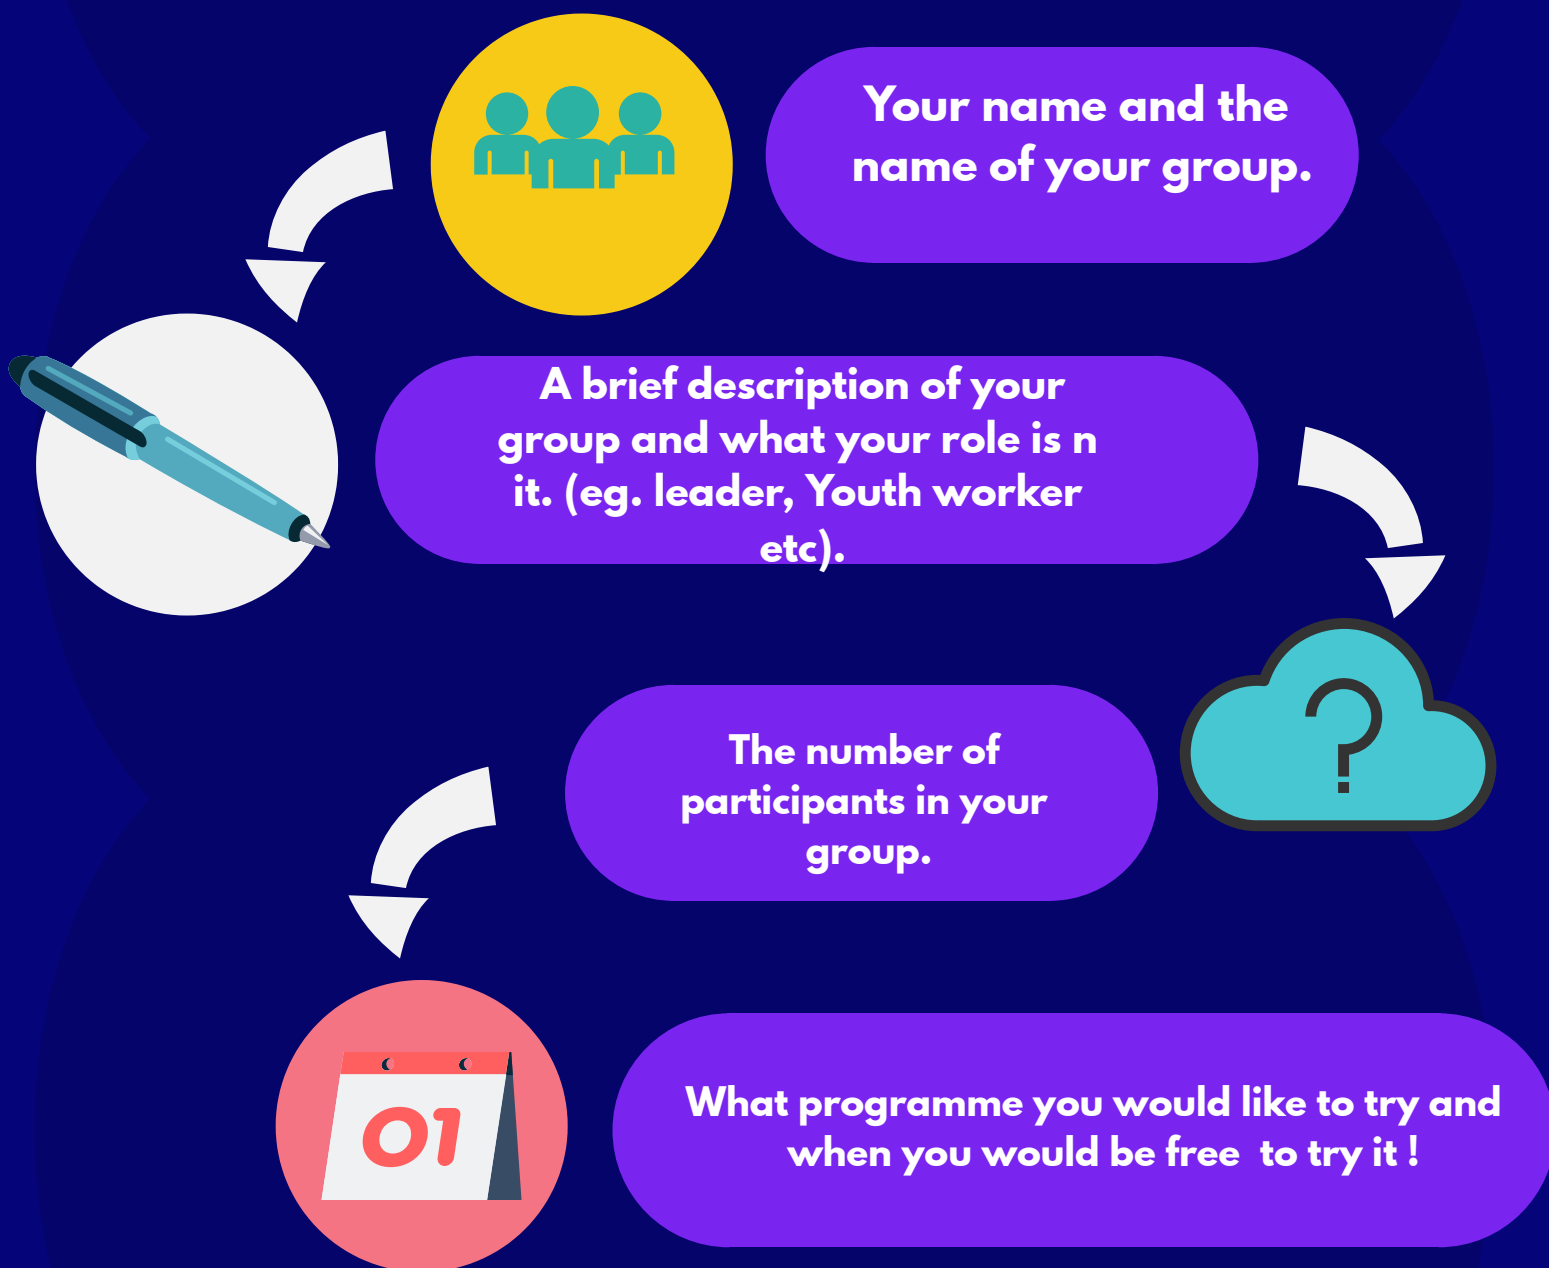 Your name and the
name of your group.
A brief description of your
group and what your role is n
it. (eg. leader, Youth worker
etc).
?
The number of
participants in your
group.
01
What programme you would like to try and
when you would be free  to try it !